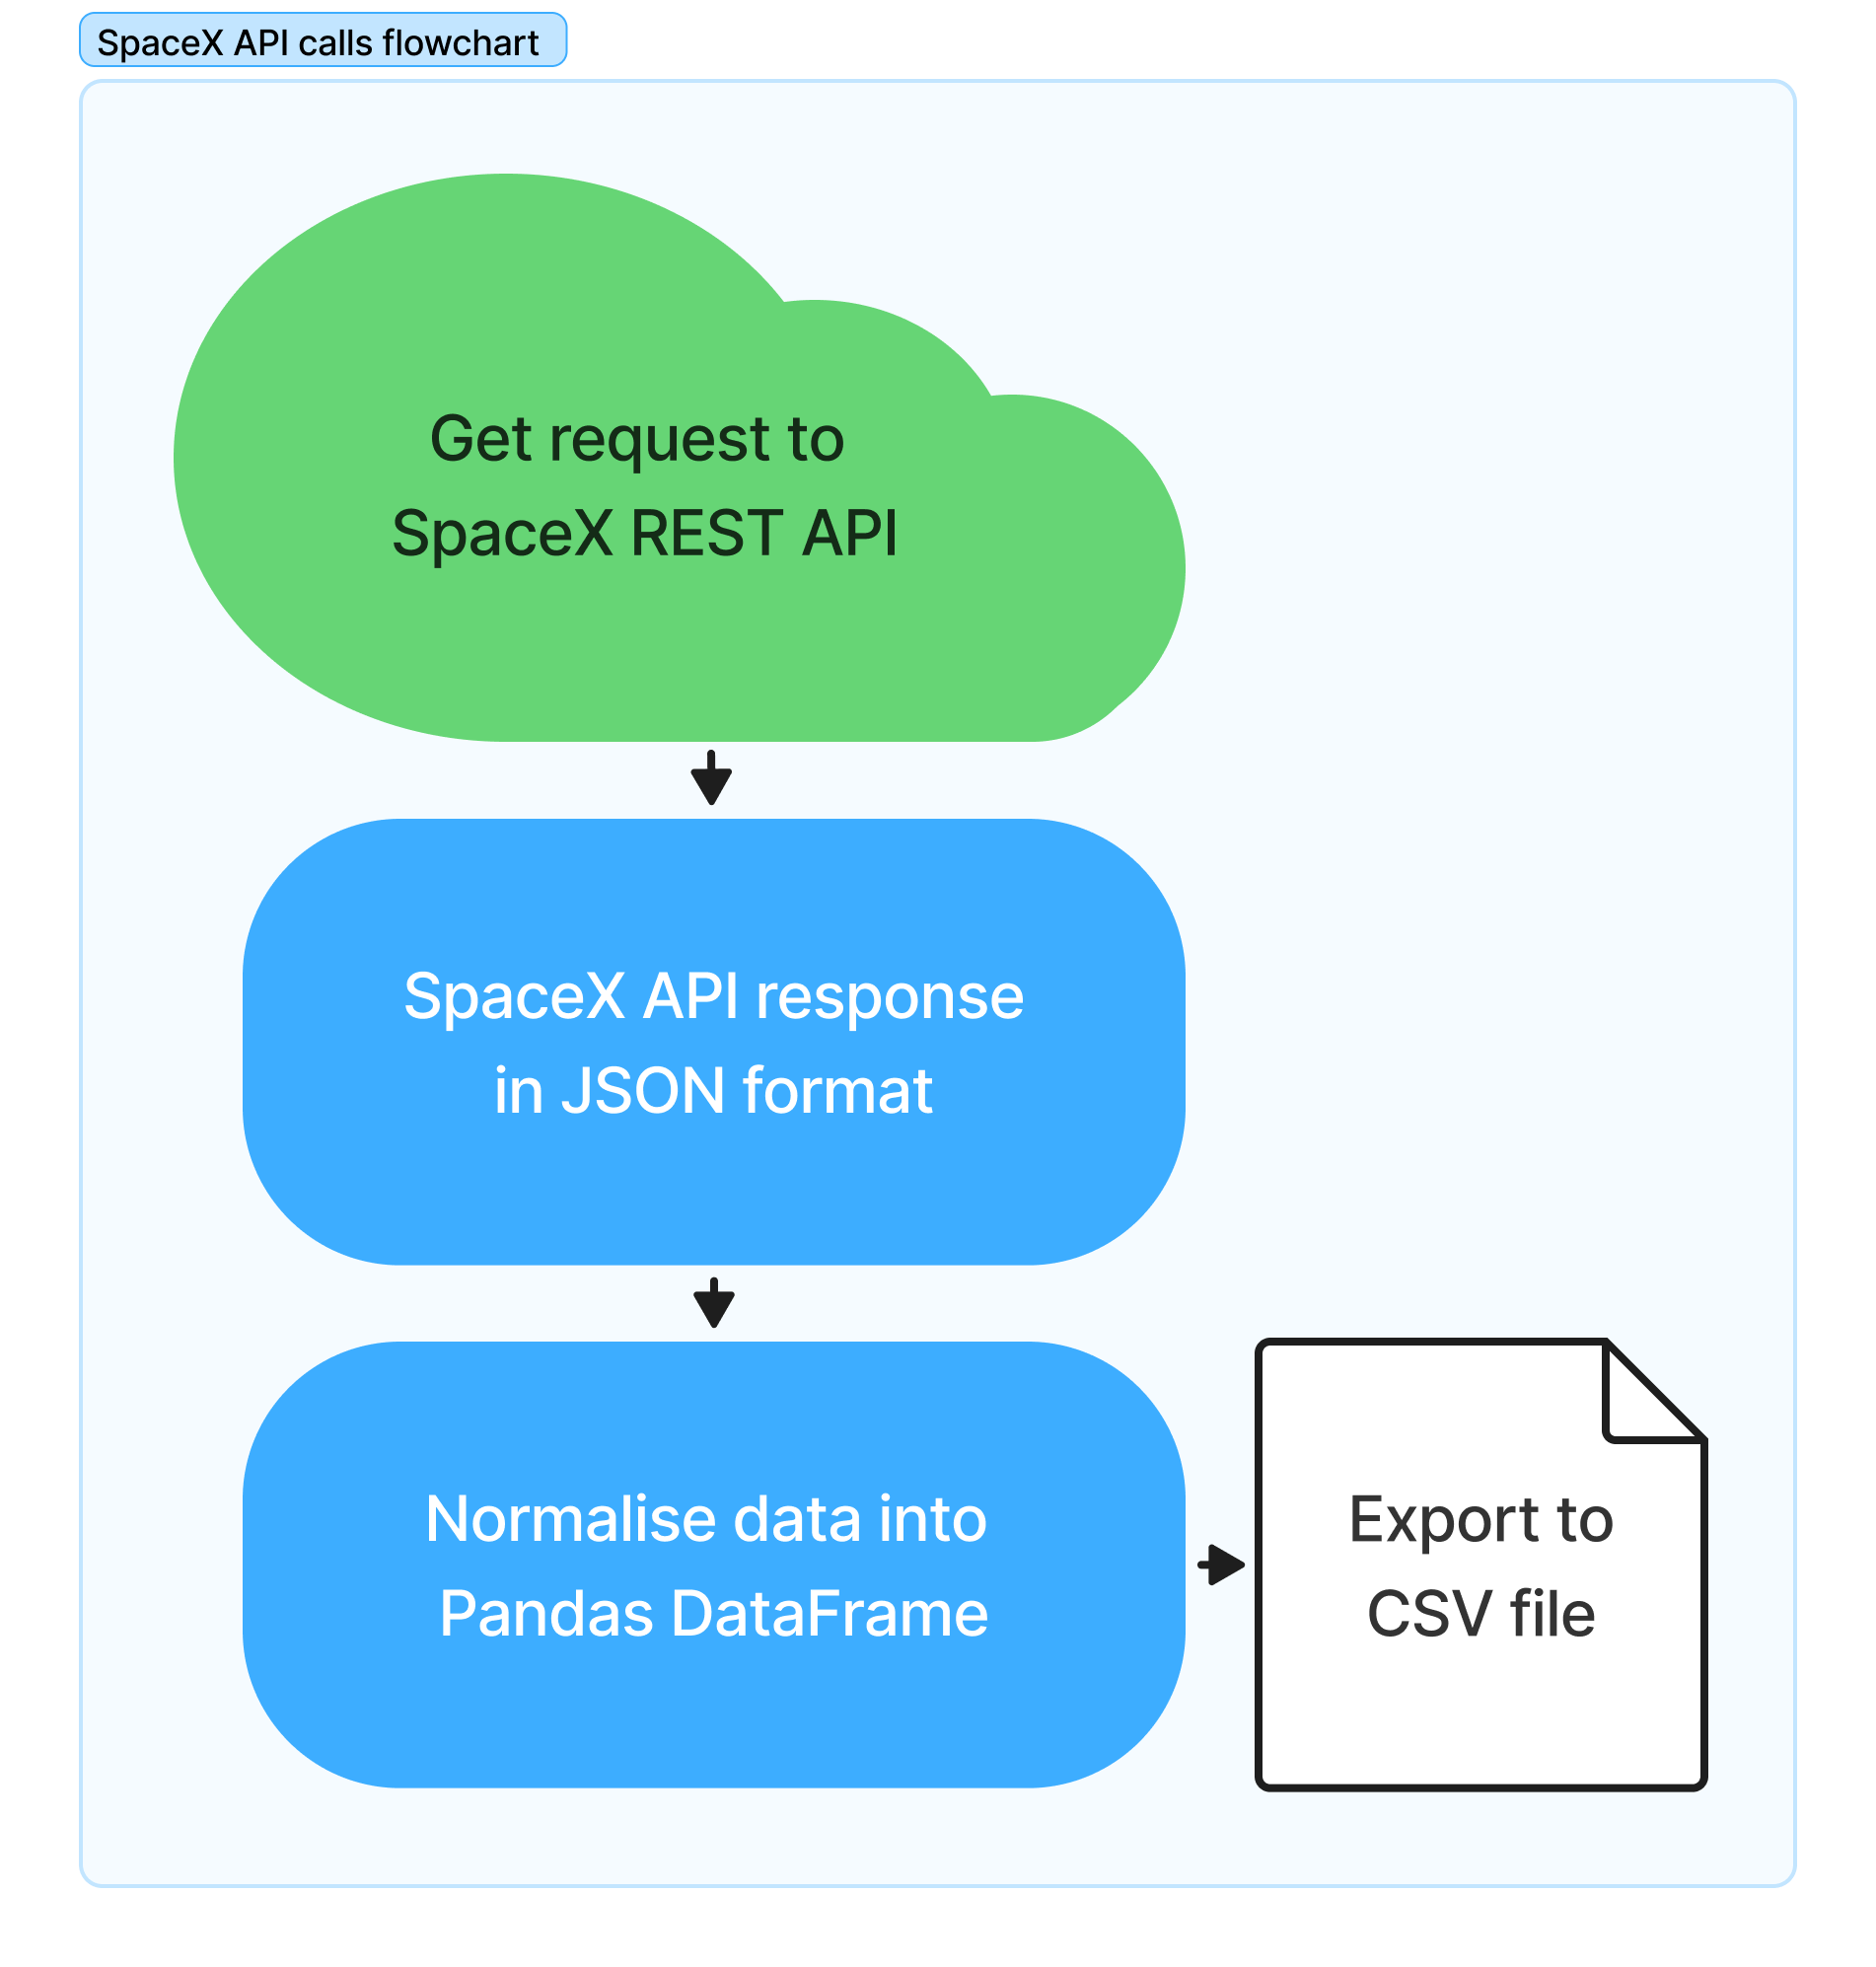 SpaceX API calls flowchart
Get request to
SpaceX REST API
SpaceX API response
in JSON format
Normalise data into
Pandas DataFrame
Export to
CSV file